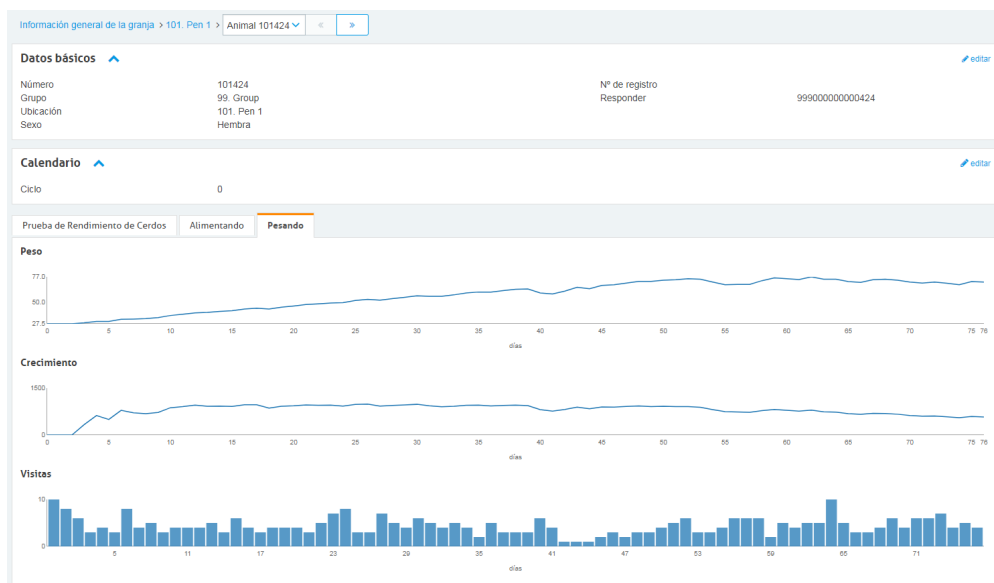 Información general de la granja > 101. Pen 1 > Animal 101424 « »
Datos básicos editar
Número 101424 Nº de registro
Grupo 99. Group Responder 999000000000424
Ubicación 101. Pen 1
Sexo Hembra
Calendario editar
Ciclo 0
Prueba de Rendimiento de Cerdos Alimentando Pesando
Peso
77.0
50.0
27.5
0 5 10 15 20 25 30 35 40 45 50 55 60 65 70 75 76
días
Crecimiento
1500
0
0 5 10 15 20 25 30 35 40 45 50 55 60 65 70 75 76
días
Visitas
10
0
5 11 17 23 29 35 41 47 53 59 65 71
días